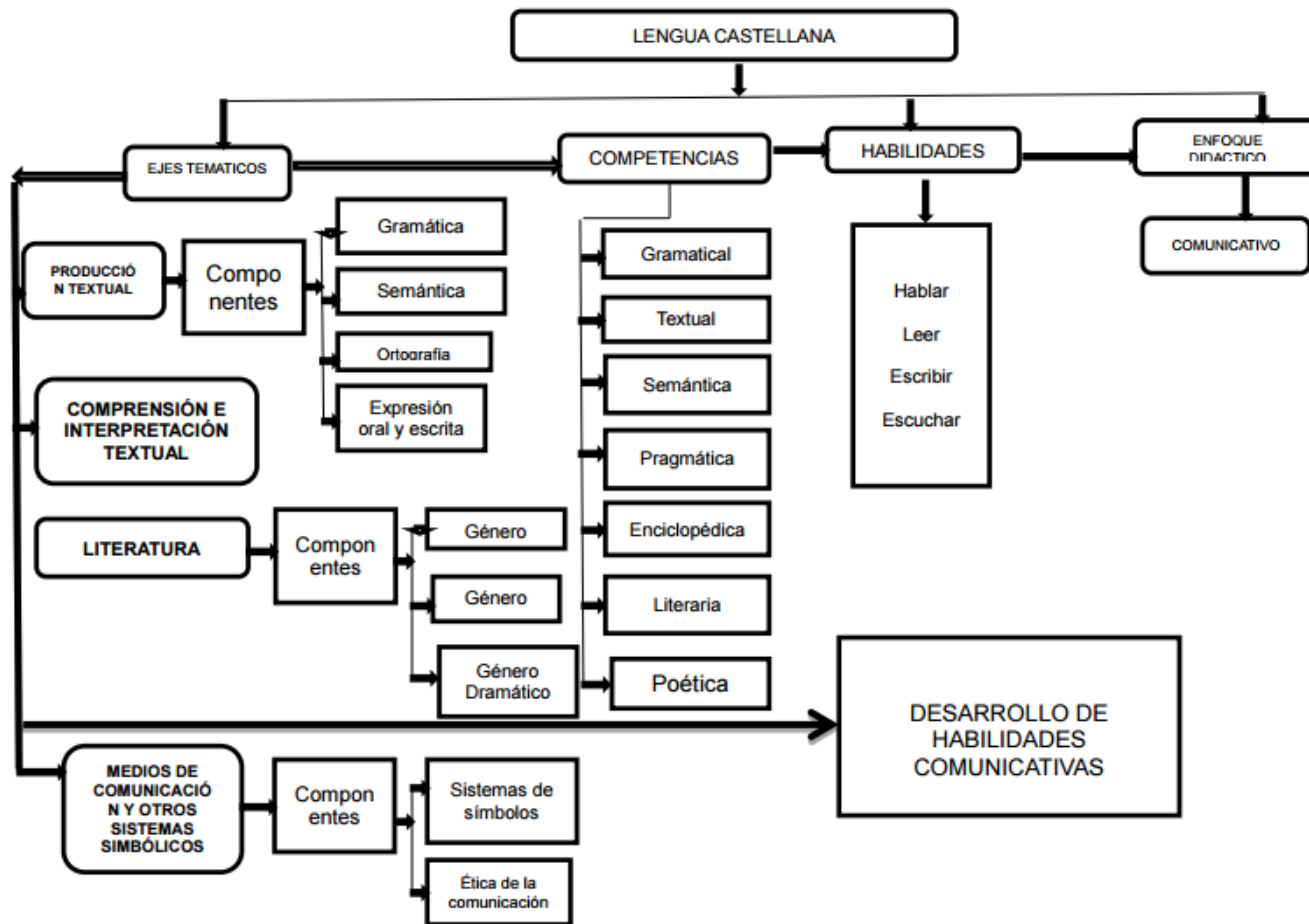 LENGUA CASTELLANA
EJES TEMATICOS
COMPETENCIAS
HABILIDADES
ENFOQUE
DIDACTICO
COMUNICATIVO
PRODUCCIÓ
N TEXTUAL
Compo
nentes
Gramática
Semántica
Ortografía
Expresión
oral y escrita
COMPRENSIÓN E
INTERPRETACIÓN
TEXTUAL
LITERATURA
Compon
entes
Género
Género
Género
Dramático
MEDIOS DE
COMUNICACIÓ
N Y OTROS
SISTEMAS
SIMBÓLICOS
Compon
entes
Sistemas de
símbolos
Ética de la
comunicación
Gramatical
Textual
Semántica
Pragmática
Enciclopédica
Literaria
Poética
Hablar
Leer
Escribir
Escuchar
DESARROLLO DE
HABILIDADES
COMUNICATIVAS